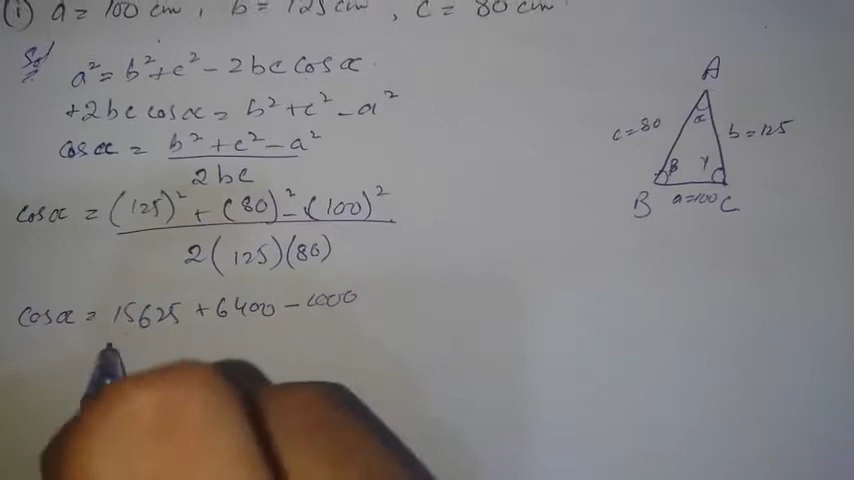 (i) a = 100 cm, b = 125 cm, c = 80 cm
Sol
a² = b² + c² - 2bc cos α
+2bc cos α = b² + c² - a²
cos α = b² + c² - a² / 2bc
cos α = (125)² + (80)² - (100)² / 2(125)(80)
cos α = 15625 + 6400 - 1000
A
α
c = 80
b = 125
β γ
B a=100 C